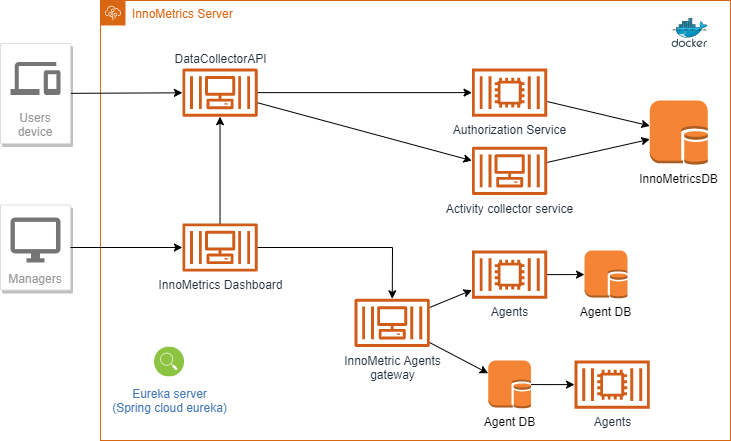 InnoMetrics Server
docker
DataCollectorAPI
Users
device
Authorization Service
InnoMetricsDB
Activity collector service
Managers
InnoMetrics Dashboard
Agents
Agent DB
InnoMetric Agents
gateway
Eureka server
(Spring cloud eureka)
Agent DB
Agents